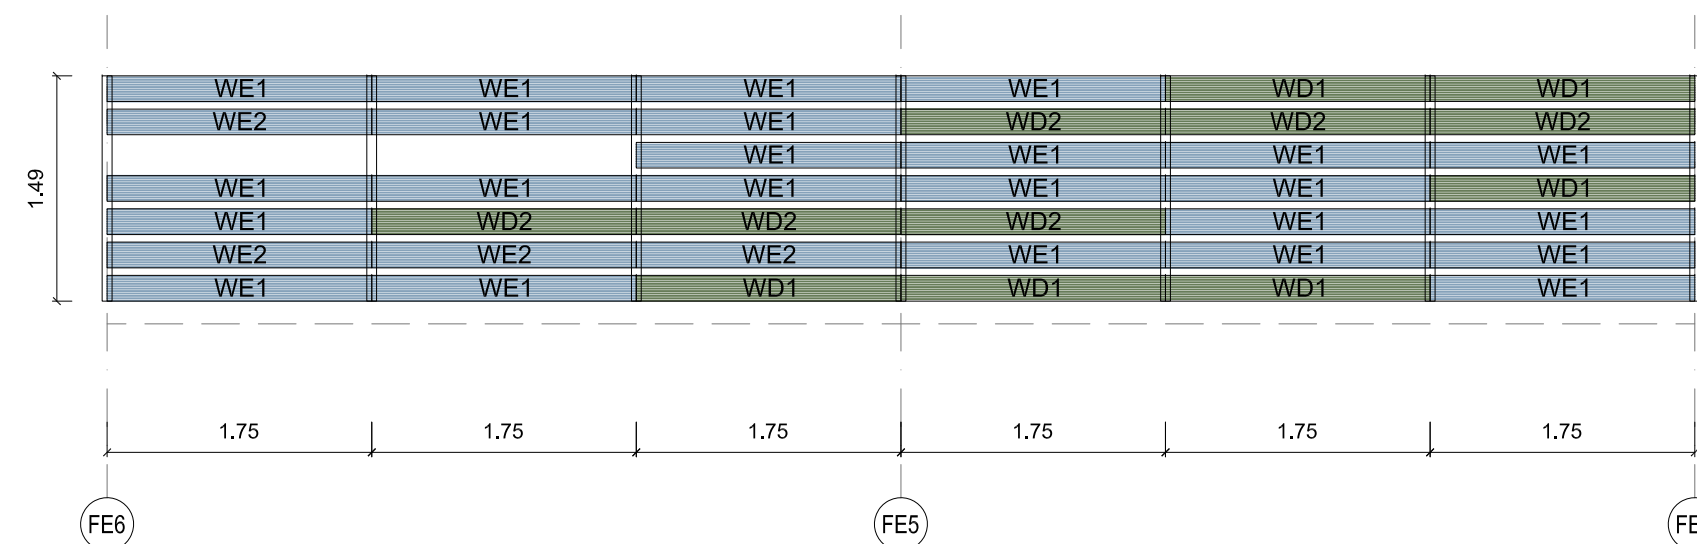 WE1 WE1 WE1 WE1 WD1 WD1
WE2 WE1 WE1 WD2 WD2 WD2
WE1 WE1 WE1 WE1
1.49
WE1 WE1 WE1 WE1 WE1 WD1
WE1 WD2 WD2 WD2 WE1 WE1
WE2 WE2 WE2 WE1 WE1 WE1
WE1 WE1 WD1 WD1 WD1 WE1
1.75 1.75 1.75 1.75 1.75 1.75
FE6 FE5